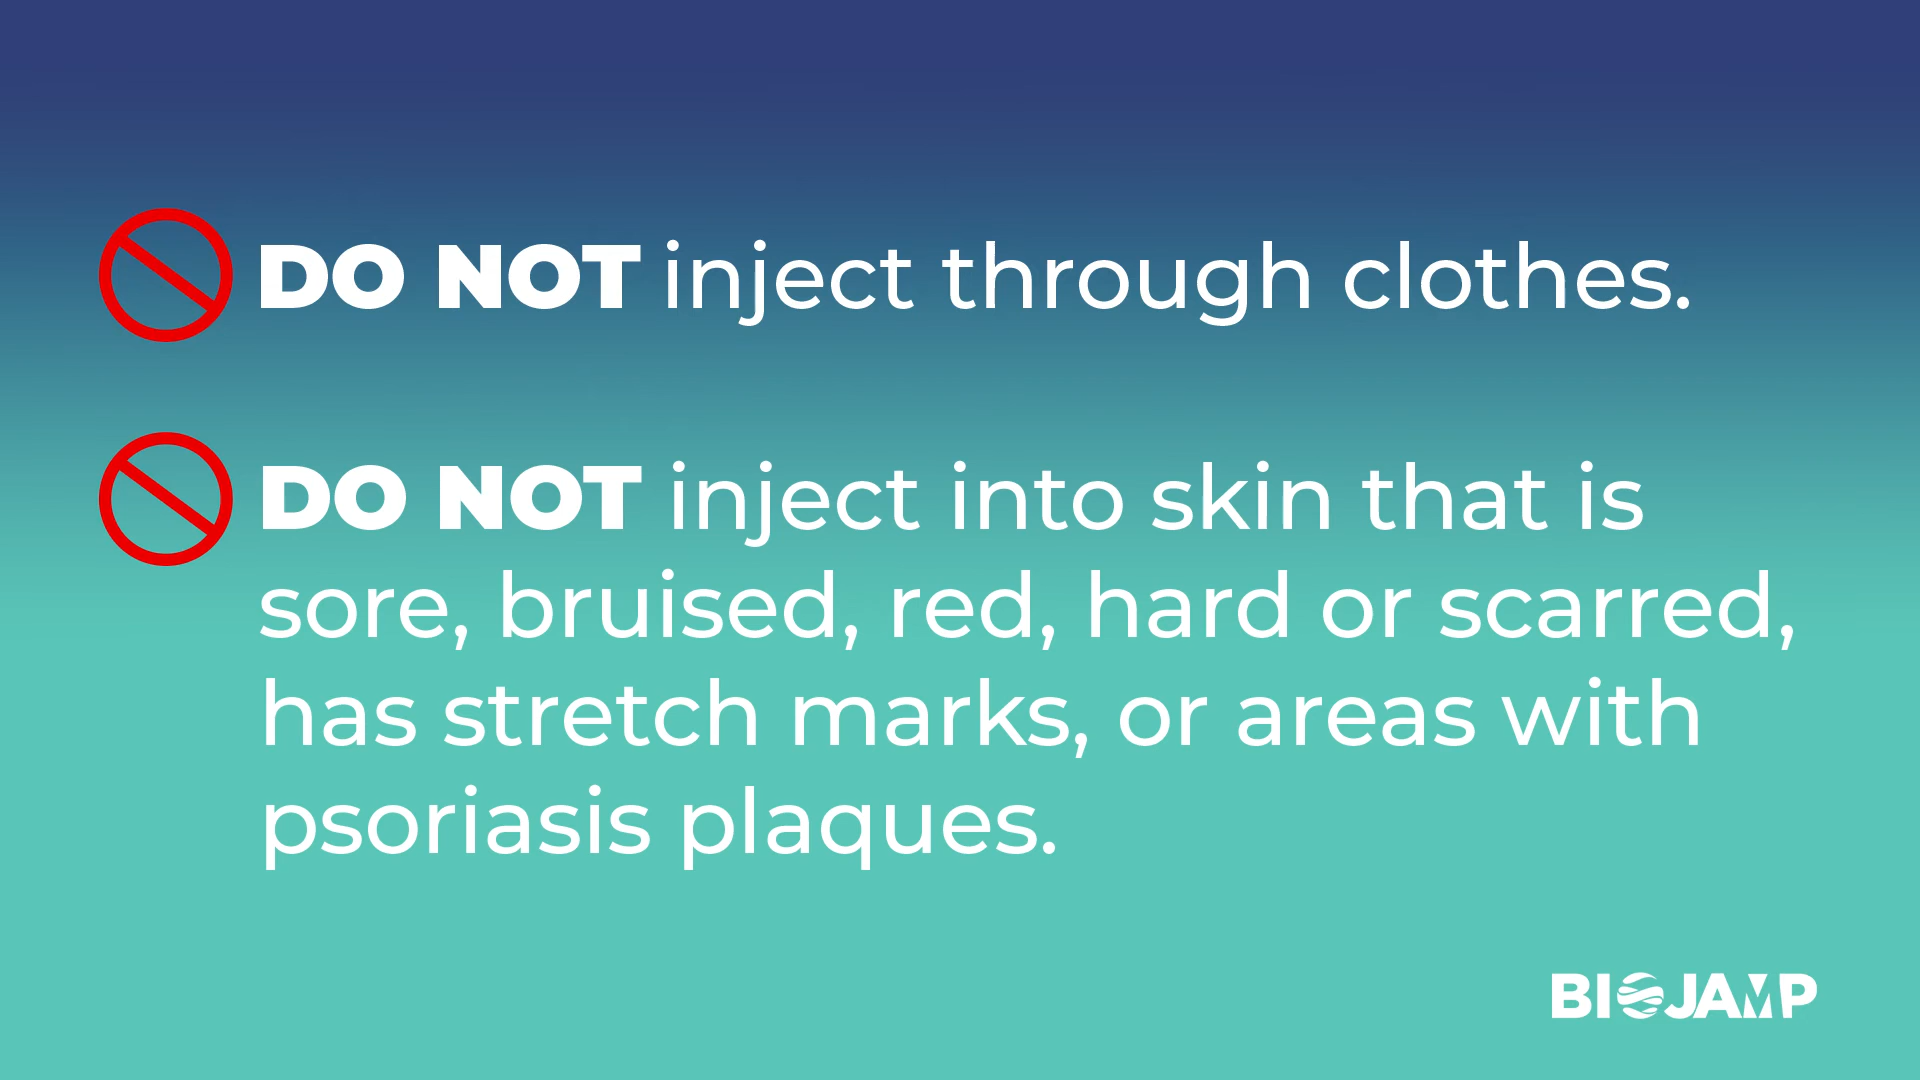 DO NOT inject through clothes.
DO NOT inject into skin that is
sore, bruised, red, hard or scarred,
has stretch marks, or areas with
psoriasis plaques.
BIOJAMP